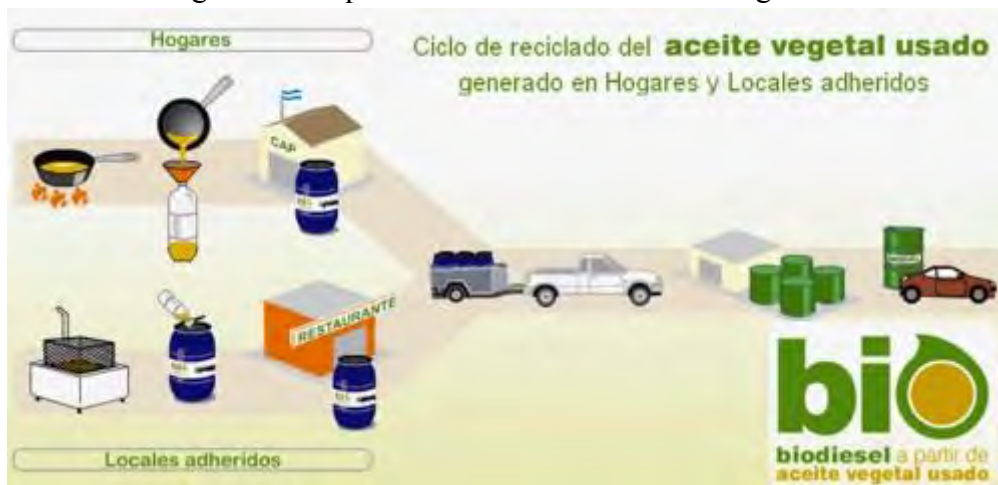 Hogares
Ciclo de reciclado del aceite vegetal usado
generado en Hogares y Locales adheridos
CAP
RESTAURANTE
Locales adheridos
bio
biodiesel a partir de
aceite vegetal usado